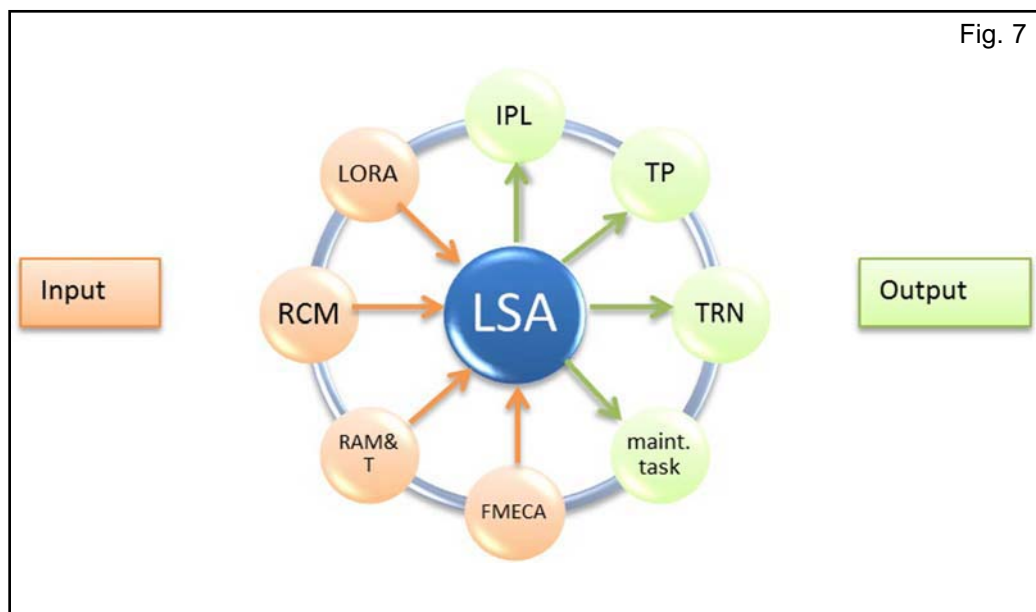 Fig. 7
IPL
LORA
TP
Input
RCM
LSA
TRN
Output
RAM&
T
maint.
task
FMECA